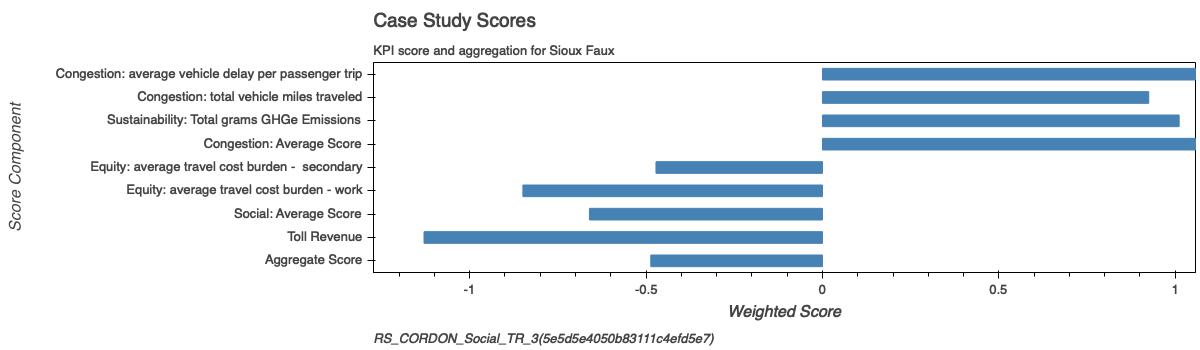 Case Study Scores
KPI score and aggregation for Sioux Faux
Score Component
Congestion: average vehicle delay per passenger trip
Congestion: total vehicle miles traveled
Sustainability: Total grams GHGe Emissions
Congestion: Average Score
Equity: average travel cost burden -  secondary
Equity: average travel cost burden - work
Social: Average Score
Toll Revenue
Aggregate Score
-1 -0.5 0 0.5 1
Weighted Score
RS_CORDON_Social_TR_3(5e5d5e4050b83111c4efd5e7)